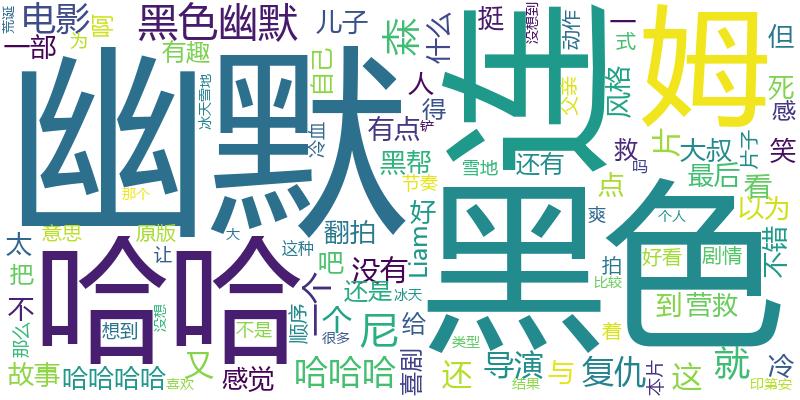 荒诞
电影
囧
为
黑色幽默
儿子
森
什么
挺
没想到
动作
一
式
但
一部
有趣
冰天雪地
自己
幽默
连
姆
父亲
风格
死
感
人
得
铲
冷血
有点
黑帮
节奏
雪地
还有
救
吗
片
大叔
片子
笑
最后
看
点
那个
黑色
爽
个人
以为
意思
原版
大
翻拍
好
Liam
太
让
这种
吧
没有
拍
好看
剧情
不错
把
哈哈
一个
还是
冰天
比较
到
营救
不
那么
想到
没想
不是
顺序
个
很多
尼
给
着
类型
故事
哈哈哈哈
又
喜欢
感觉
哈哈哈
喜剧
还
导演
结果
与
复仇
本片
这
就
冷
印第安